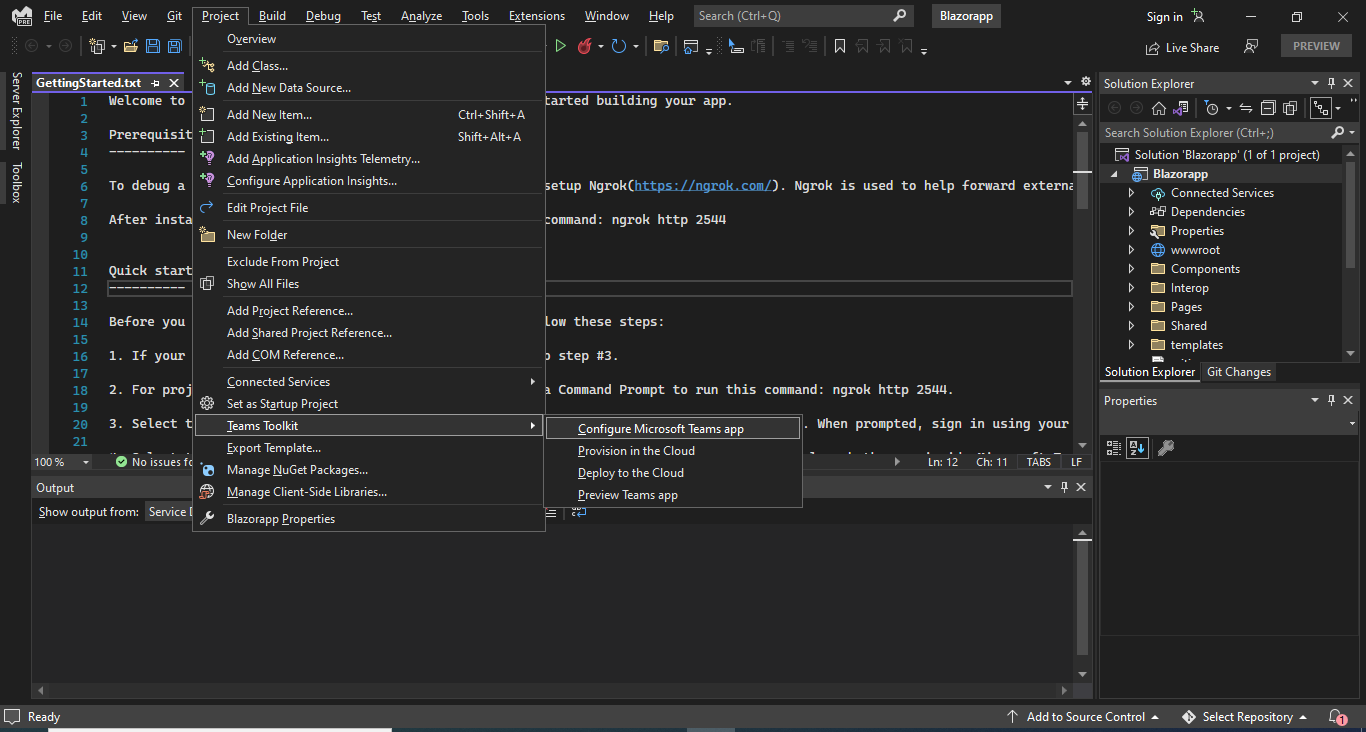 File Edit View Git Project Build Debug Test Analyze Tools Extensions Window Help Search (Ctrl+Q) Blazorapp Sign in
PRE
Live Share PREVIEW
Server Explorer
Toolbox
GettingStarted.txt
1 Welcome to
tarted building your app.
2
3 Prerequisit
4 ----------
5
6 To debug a
setup Ngrok(https://ngrok.com/). Ngrok is used to help forward externa
7
8 After insta
command: ngrok http 2544
9
10
11 Quick start
12 ----------
13
14 Before you
low these steps:
15
16 1. If your
p step #3.
17
18 2. For proj
a Command Prompt to run this command: ngrok http 2544.
19
20 3. Select t
. When prompted, sign in using your
21
Overview
Add Class...
Add New Data Source...
Add New Item... Ctrl+Shift+A
Add Existing Item... Shift+Alt+A
Add Application Insights Telemetry...
Configure Application Insights...
Edit Project File
New Folder
Exclude From Project
Show All Files
Add Project Reference...
Add Shared Project Reference...
Add COM Reference...
Connected Services
Set as Startup Project
Teams Toolkit
Export Template...
Manage NuGet Packages...
Manage Client-Side Libraries...
Blazorapp Properties
Configure Microsoft Teams app
Provision in the Cloud
Deploy to the Cloud
Preview Teams app
100 % No issues fo
Ln: 12 Ch: 11 TABS LF
Output
Show output from: Service D
Solution Explorer
Search Solution Explorer (Ctrl+;)
Solution 'Blazorapp' (1 of 1 project)
Blazorapp
Connected Services
Dependencies
Properties
wwwroot
Components
Interop
Pages
Shared
templates
Solution Explorer Git Changes
Properties
Ready Add to Source Control Select Repository 1